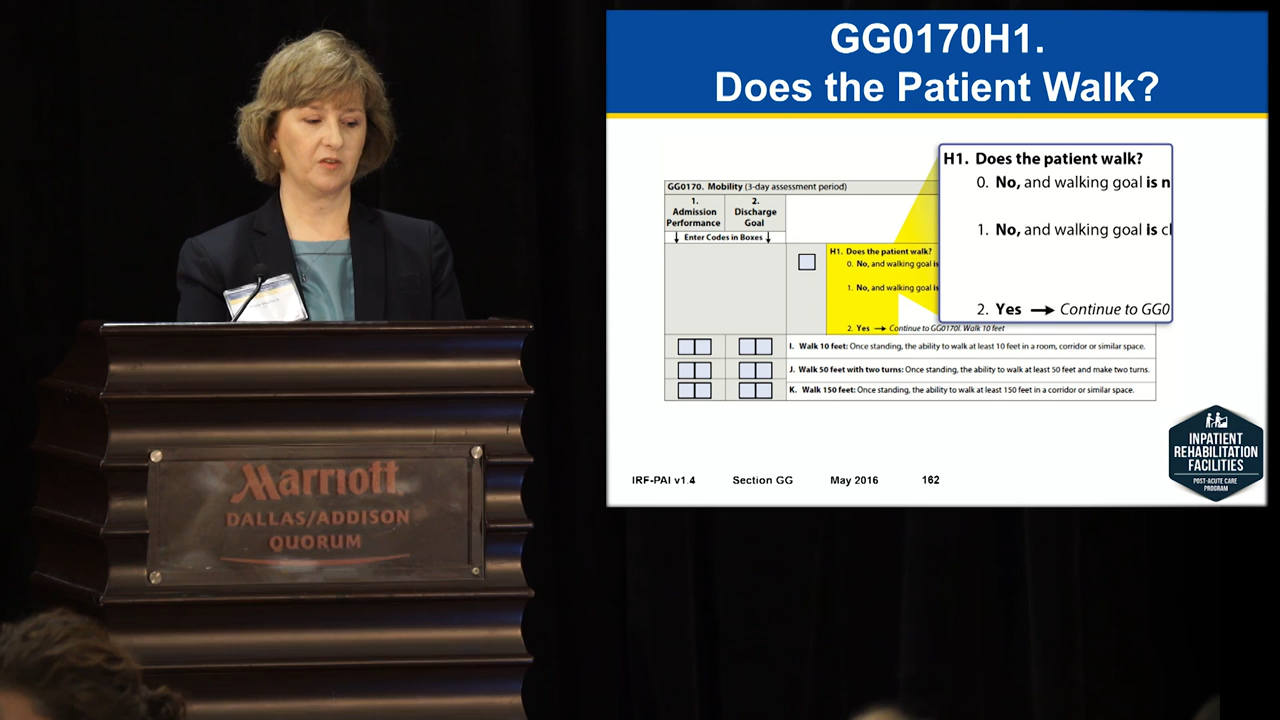 GG0170H1.
Does the Patient Walk?
H1. Does the patient walk?
0. No, and walking goal is n
1. No, and walking goal is cl
2. Yes → Continue to GG0
GG0170. Mobility (3-day assessment period)
1.
Admission
Performance
2.
Discharge
Goal
↓ Enter Codes in Boxes ↓
H1. Does the patient walk?
0. No, and walking goal is
1. No, and walking goal is
2. Yes → Continue to GG0170I. Walk 10 feet
I. Walk 10 feet: Once standing, the ability to walk at least 10 feet in a room, corridor or similar space.
J. Walk 50 feet with two turns: Once standing, the ability to walk at least 50 feet and make two turns.
K. Walk 150 feet: Once standing, the ability to walk at least 150 feet in a corridor or similar space.
IRF-PAI v1.4 Section GG May 2016 162
INPATIENT
REHABILITATION
FACILITIES
POST-ACUTE CARE
PROGRAM
Marriott
DALLAS/ADDISON
QUORUM